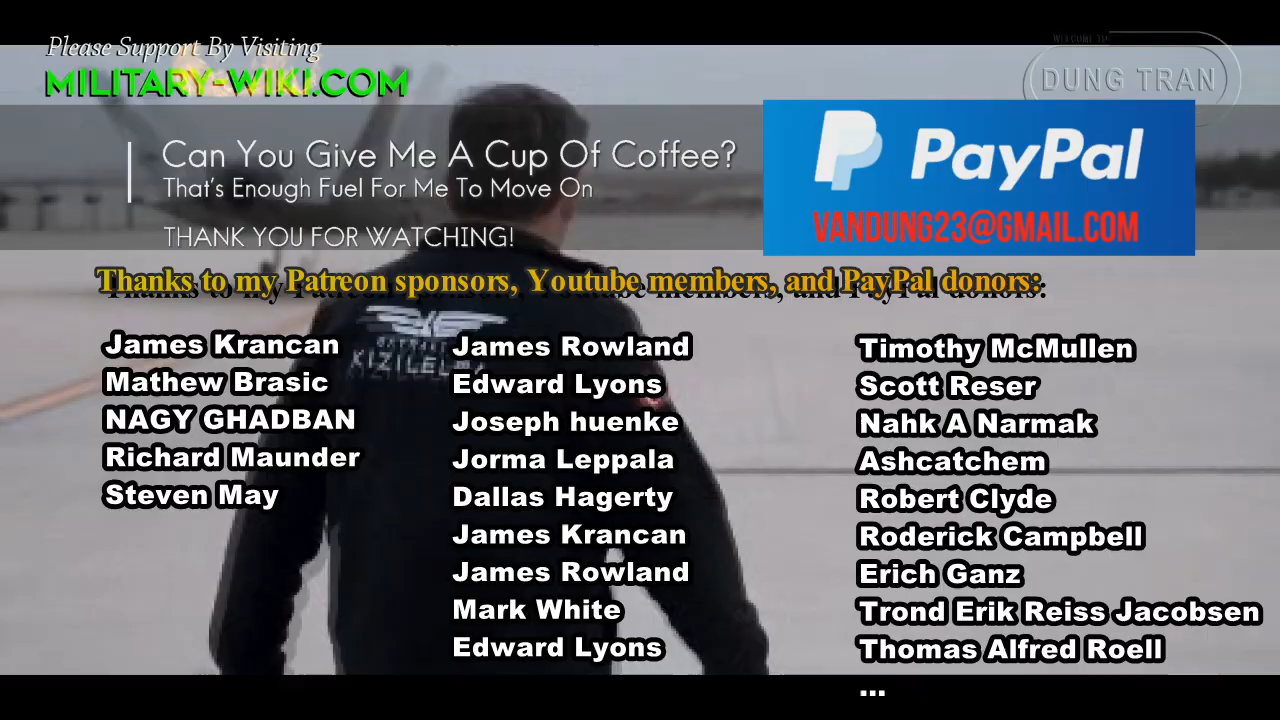 Please Support By Visiting
MILITARY-WIKI.COM
WELCOME TO
DUNG TRAN
Can You Give Me A Cup Of Coffee?
That's Enough Fuel For Me To Move On
THANK YOU FOR WATCHING!
PayPal
VANDUNG23@GMAIL.COM
Thanks to my Patreon sponsors, Youtube members, and PayPal donors:
James Krancan
Mathew Brasic
NAGY GHADBAN
Richard Maunder
Steven May
James Rowland
Edward Lyons
Joseph huenke
Jorma Leppala
Dallas Hagerty
James Krancan
James Rowland
Mark White
Edward Lyons
Timothy McMullen
Scott Reser
Nahk A Narmak
Ashcatchem
Robert Clyde
Roderick Campbell
Erich Ganz
Trond Erik Reiss Jacobsen
Thomas Alfred Roell
...